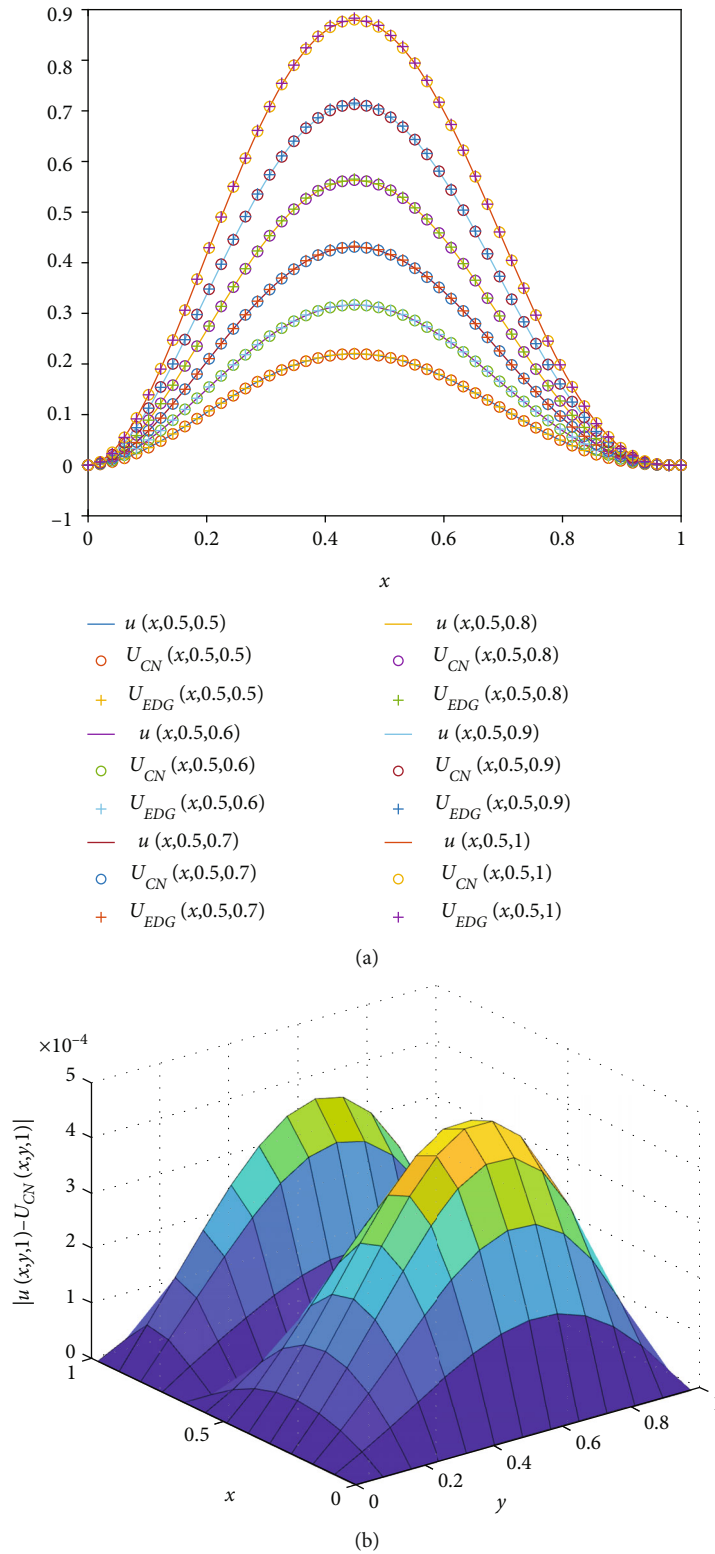 0.9
0.8
0.7
0.6
0.5
0.4
0.3
0.2
0.1
0
−1
0 0.2 0.4 0.6 0.8 1
x
u (x,0.5,0.5) u (x,0.5,0.8)
U_CN (x,0.5,0.5) U_CN (x,0.5,0.8)
U_EDG (x,0.5,0.5) U_EDG (x,0.5,0.8)
u (x,0.5,0.6) u (x,0.5,0.9)
U_CN (x,0.5,0.6) U_CN (x,0.5,0.9)
U_EDG (x,0.5,0.6) U_EDG (x,0.5,0.9)
u (x,0.5,0.7) u (x,0.5,1)
U_CN (x,0.5,0.7) U_CN (x,0.5,1)
U_EDG (x,0.5,0.7) U_EDG (x,0.5,1)
(a)
×10⁻⁴
5
4
3
2
1
0
|u (x,y,1)−U_CN (x,y,1)|
1
0.5
0
x
0
0.2
0.4
0.6
0.8
y
(b)